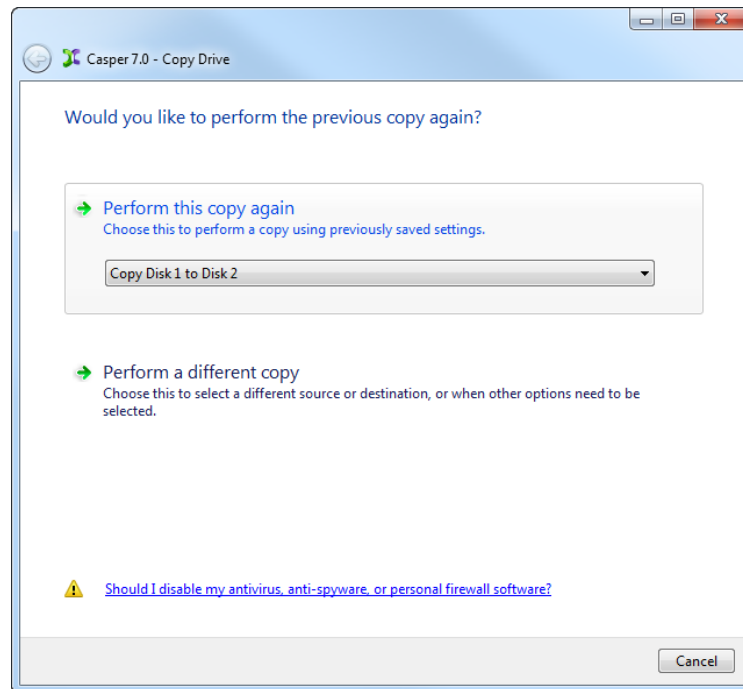 Casper 7.0 - Copy Drive
Would you like to perform the previous copy again?
Perform this copy again
Choose this to perform a copy using previously saved settings.
Copy Disk 1 to Disk 2
Perform a different copy
Choose this to select a different source or destination, or when other options need to be
selected.
Should I disable my antivirus, anti-spyware, or personal firewall software?
Cancel